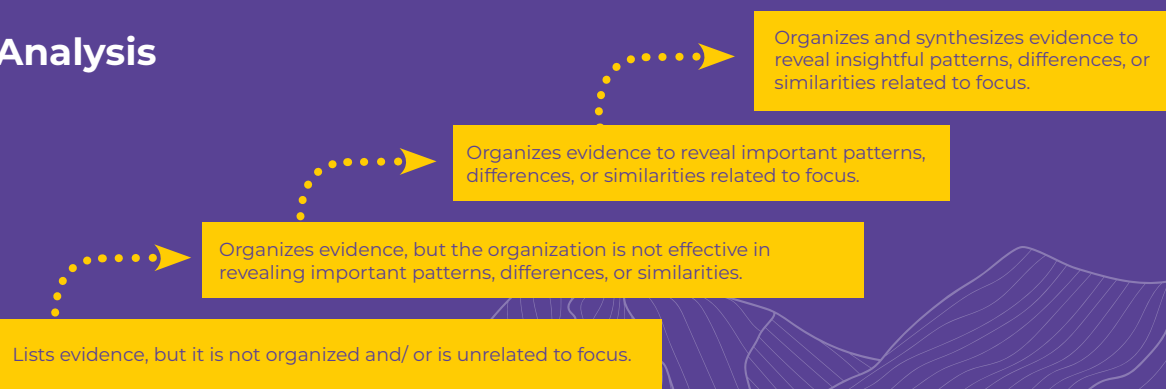 Analysis
Organizes and synthesizes evidence to
reveal insightful patterns, differences, or
similarities related to focus.
Organizes evidence to reveal important patterns,
differences, or similarities related to focus.
Organizes evidence, but the organization is not effective in
revealing important patterns, differences, or similarities.
Lists evidence, but it is not organized and/ or is unrelated to focus.